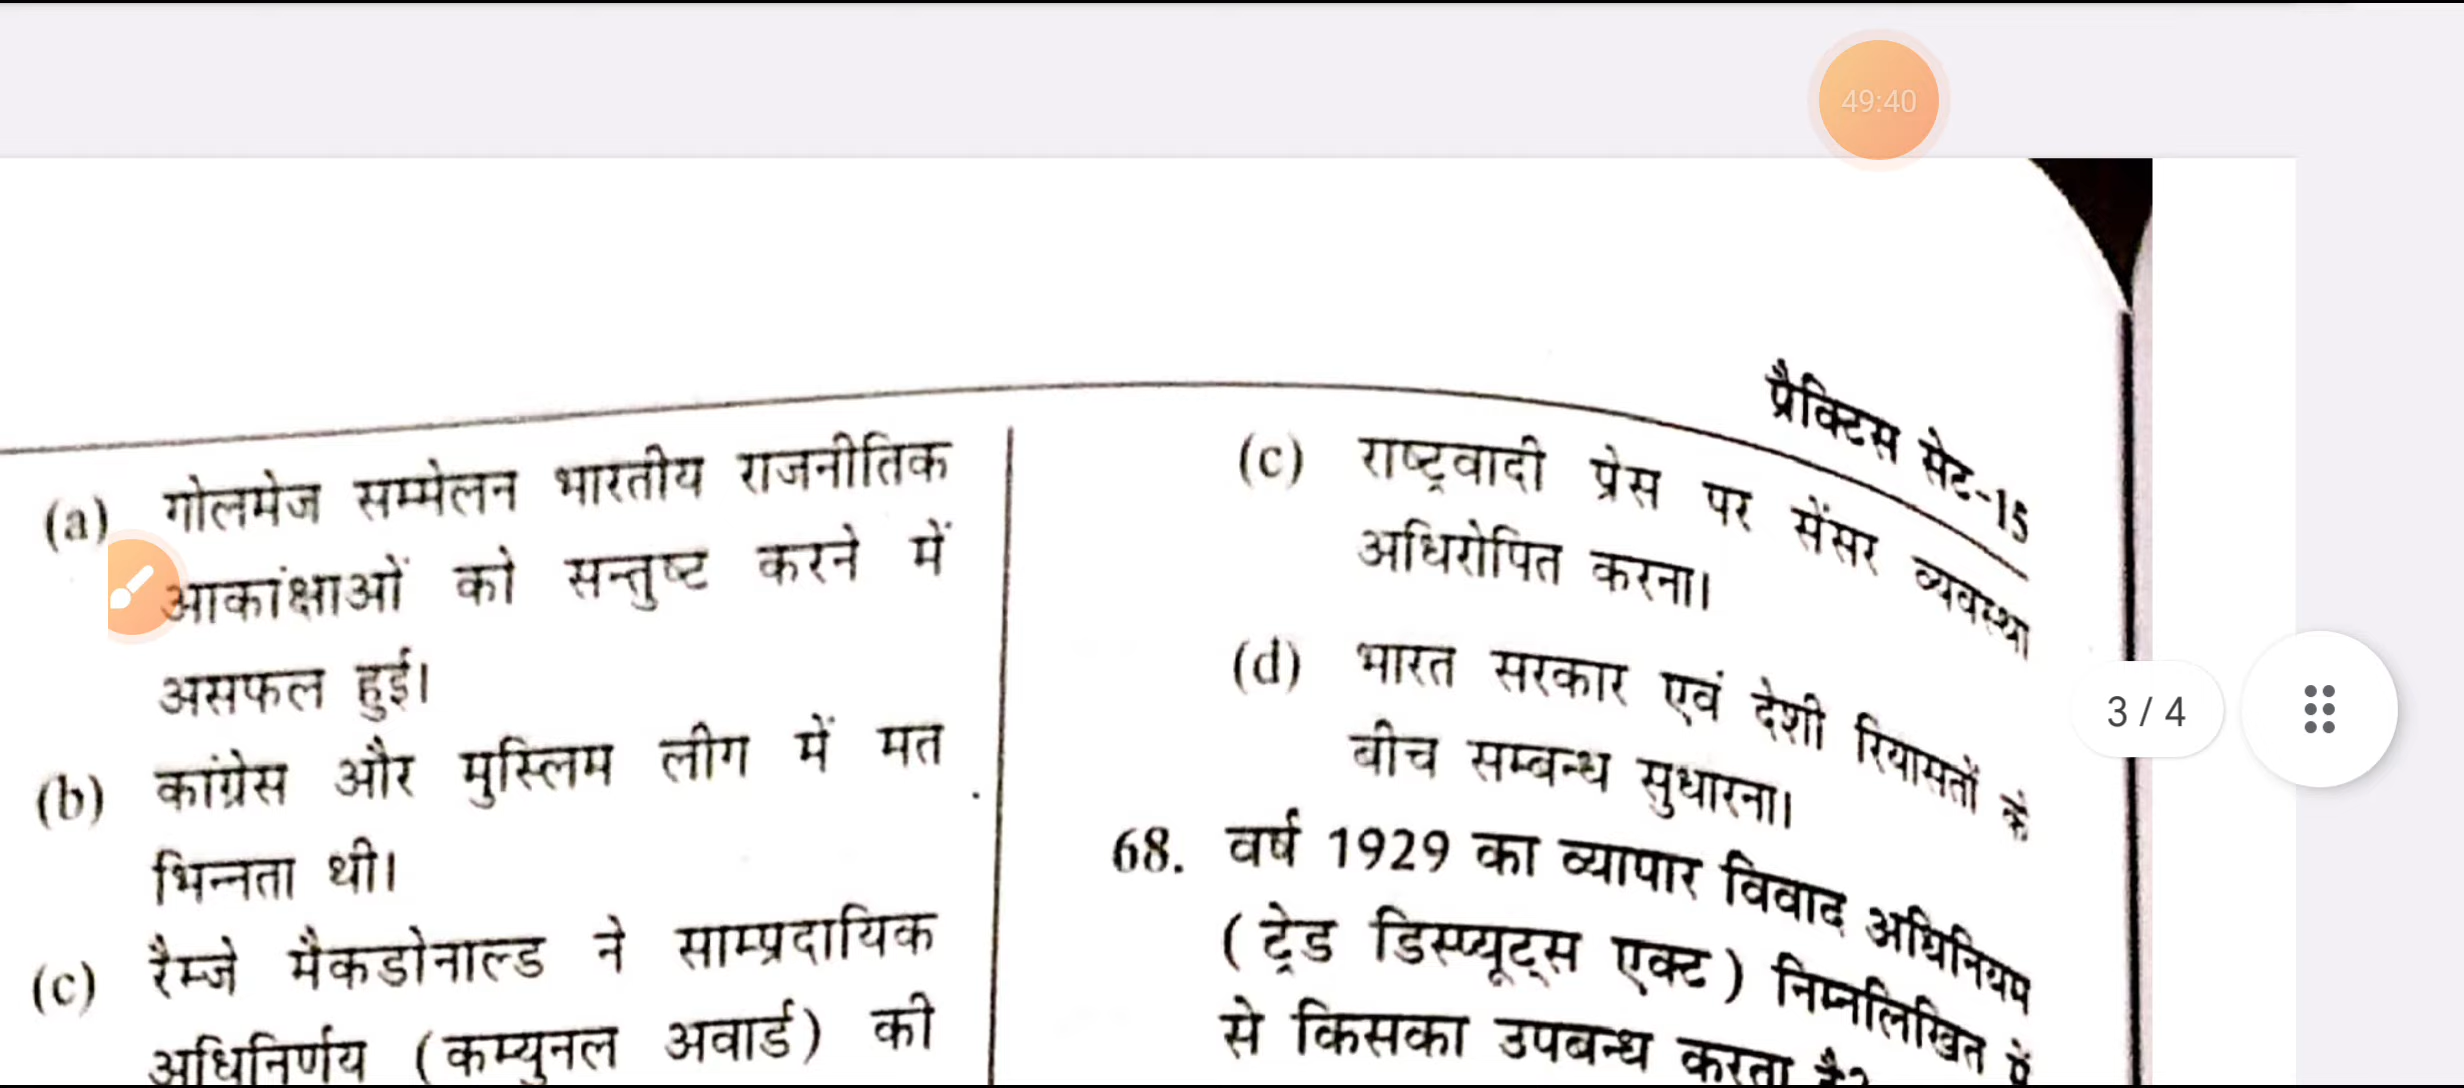 49:40
प्रैक्टिस सेट-15
(a) गोलमेज सम्मेलन भारतीय राजनीतिक
आकांक्षाओं को सन्तुष्ट करने में
असफल हुई।
(b) कांग्रेस और मुस्लिम लीग में मत
भिन्नता थी।
(c) रैम्जे मैकडोनाल्ड ने साम्प्रदायिक
अधिनिर्णय (कम्युनल अवार्ड) की
(c) राष्ट्रवादी प्रेस पर सेंसर व्यवस्था
अधिरोपित करना।
(d) भारत सरकार एवं देशी रियासतों के
बीच सम्बन्ध सुधारना।
68. वर्ष 1929 का व्यापार विवाद अधिनियम
(ट्रेड डिस्प्यूट्स एक्ट) निम्नलिखित में
से किसका उपबन्ध करता है?
3 / 4